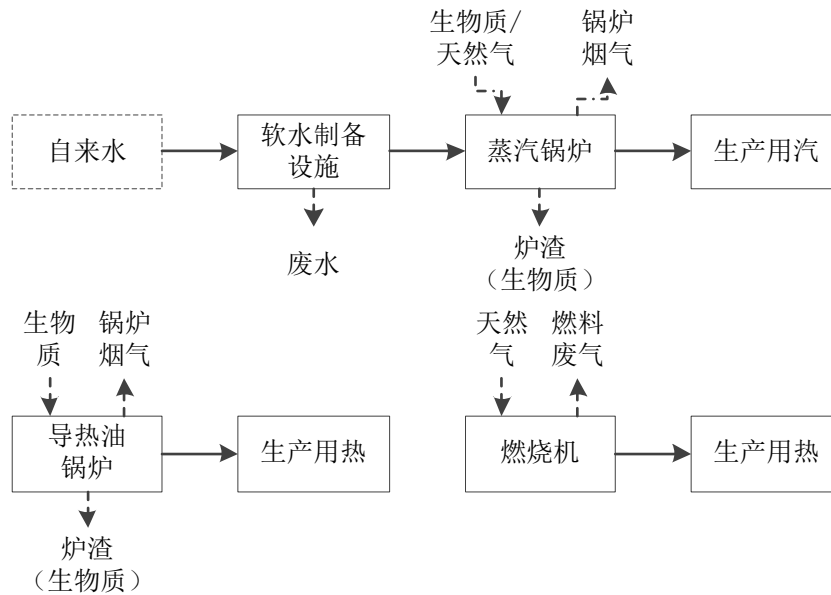 生物质/
天然气
锅炉
烟气
自来水
软水制备
设施
蒸汽锅炉
生产用汽
废水
炉渣
（生物质）
生物
质
锅炉
烟气
天然
气
燃料
废气
导热油
锅炉
生产用热
燃烧机
生产用热
炉渣
（生物质）